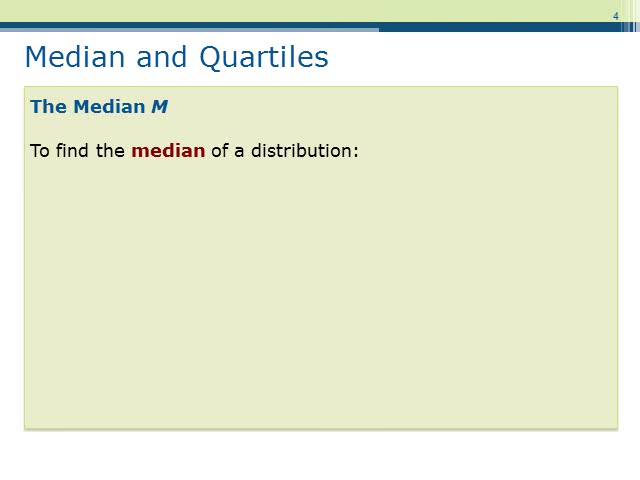 4
Median and Quartiles
The Median M
To find the median of a distribution: